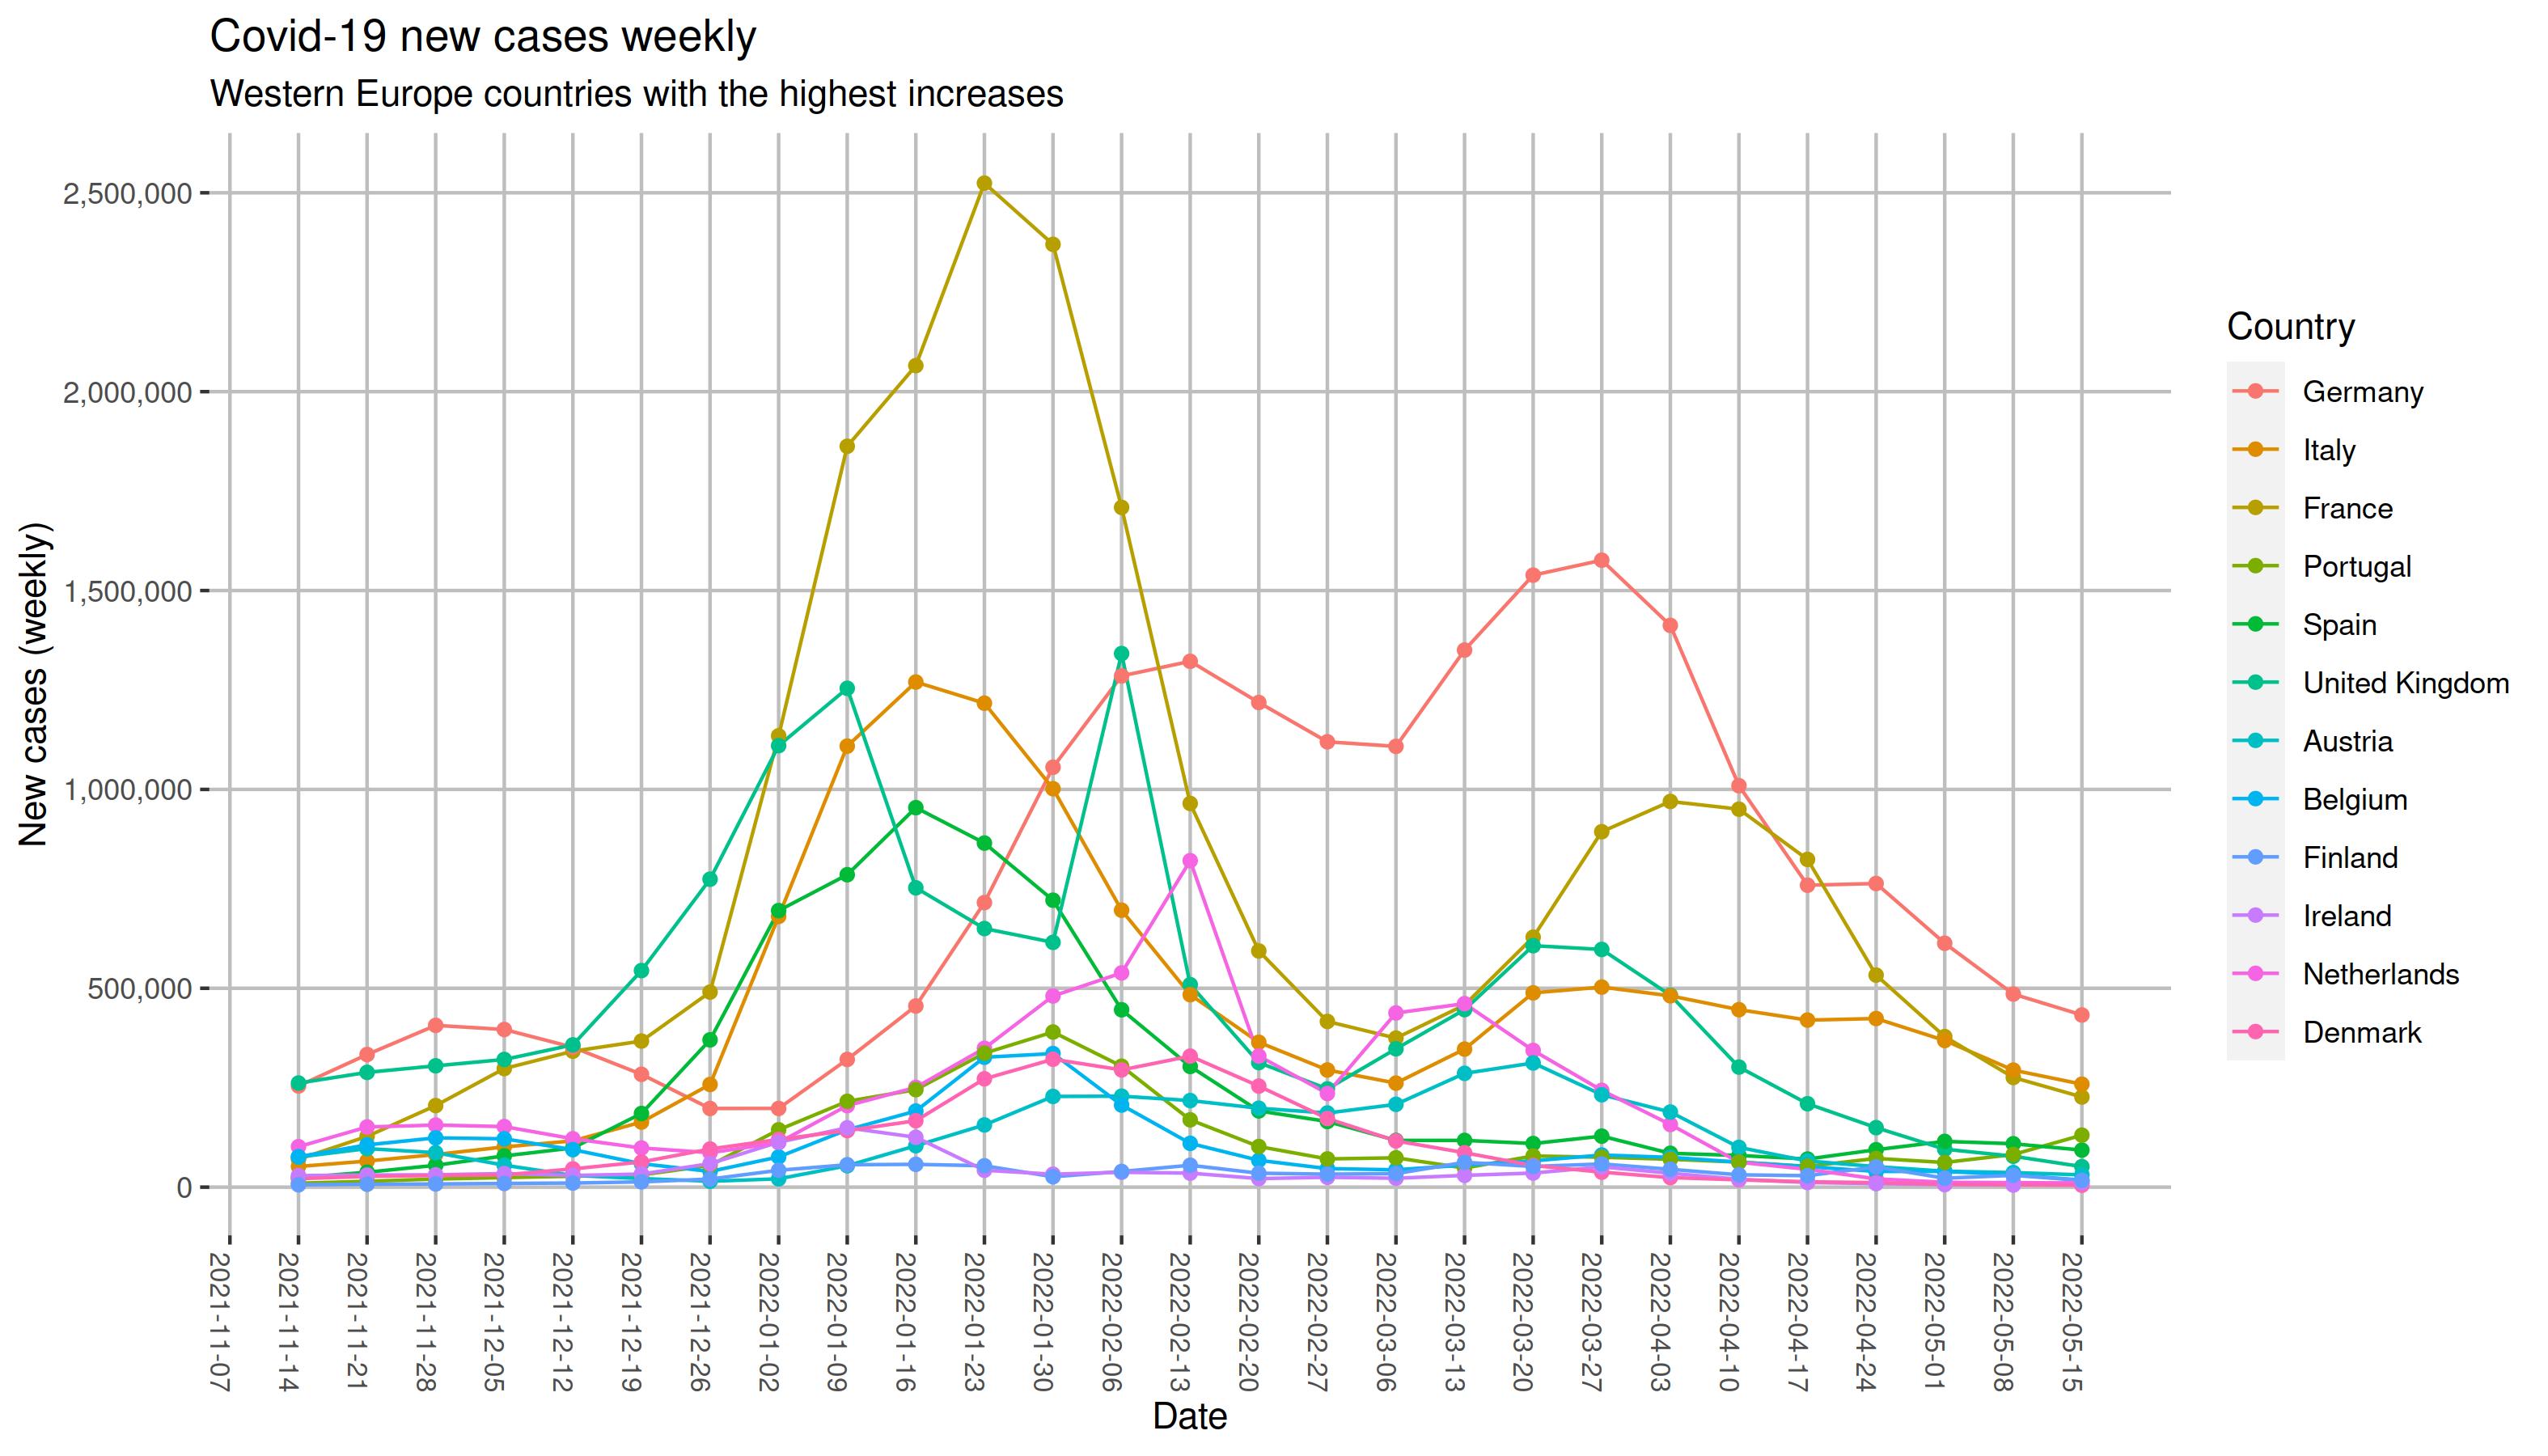 Covid-19 new cases weekly
Western Europe countries with the highest increases
New cases (weekly)
2,500,000
2,000,000
1,500,000
1,000,000
500,000
0
2021-11-07
2021-11-14
2021-11-21
2021-11-28
2021-12-05
2021-12-12
2021-12-19
2021-12-26
2022-01-02
2022-01-09
2022-01-16
2022-01-23
2022-01-30
2022-02-06
2022-02-13
2022-02-20
2022-02-27
2022-03-06
2022-03-13
2022-03-20
2022-03-27
2022-04-03
2022-04-10
2022-04-17
2022-04-24
2022-05-01
2022-05-08
2022-05-15
Date
Country
Germany
Italy
France
Portugal
Spain
United Kingdom
Austria
Belgium
Finland
Ireland
Netherlands
Denmark